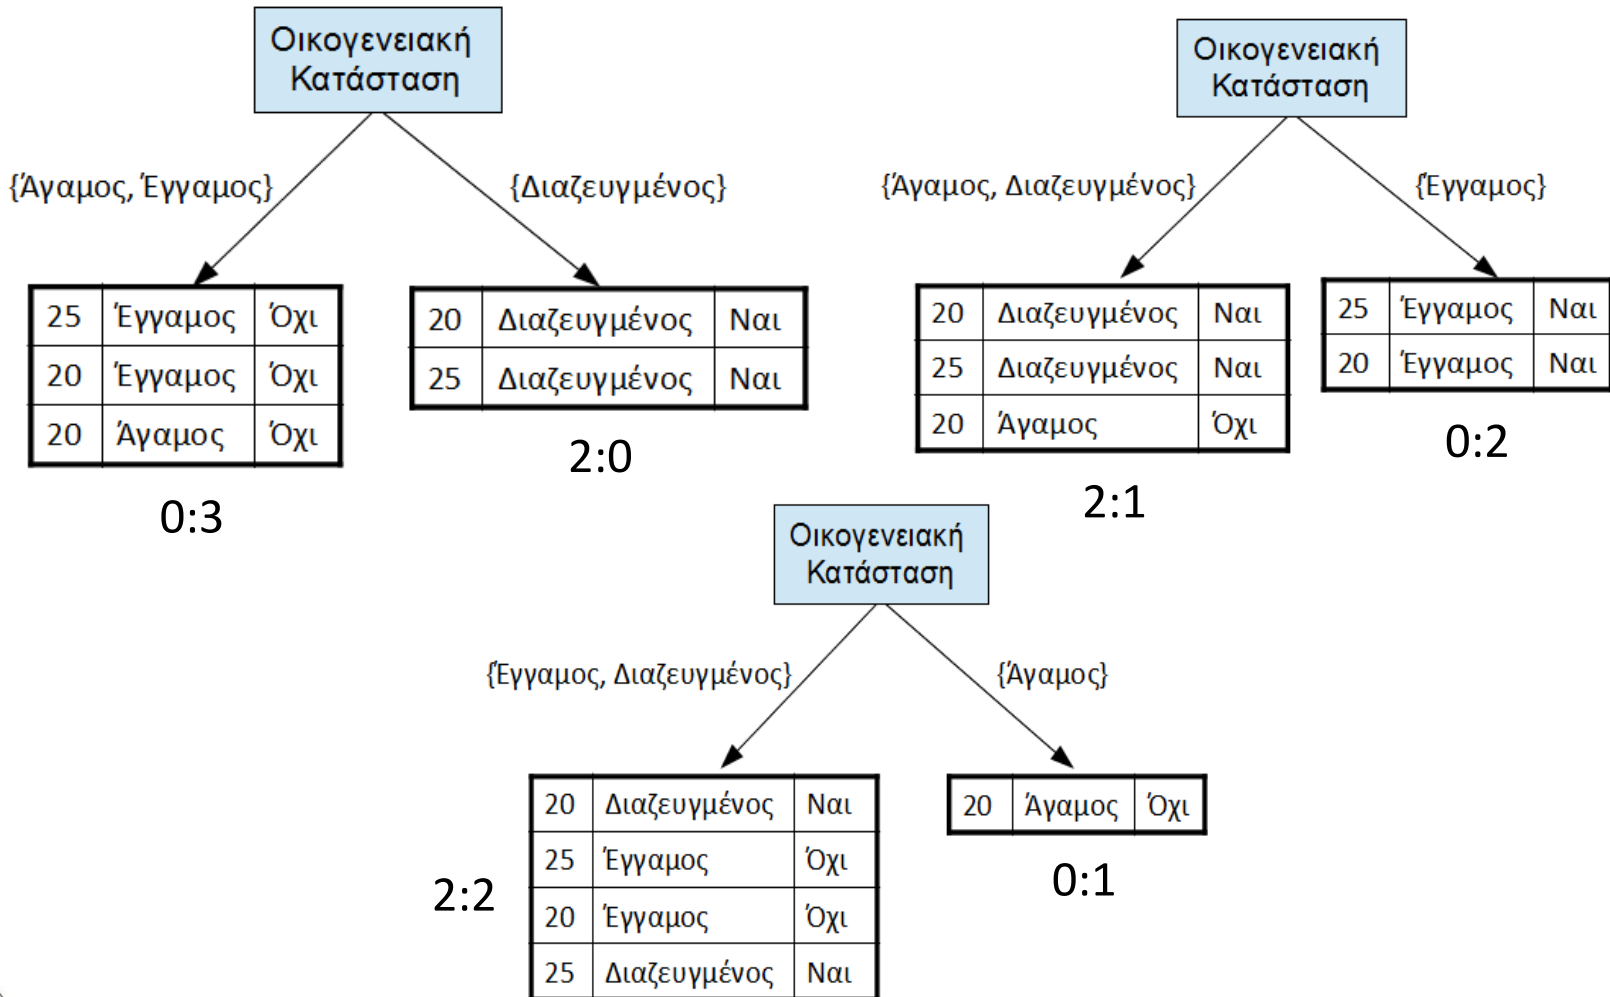 Οικογενειακή
Κατάσταση
{Άγαμος, Έγγαμος}
{Διαζευγμένος}
25 Έγγαμος Όχι
20 Έγγαμος Όχι
20 Άγαμος Όχι
0:3
20 Διαζευγμένος Ναι
25 Διαζευγμένος Ναι
2:0
Οικογενειακή
Κατάσταση
{Άγαμος, Διαζευγμένος}
{Έγγαμος}
20 Διαζευγμένος Ναι
25 Διαζευγμένος Ναι
20 Άγαμος Όχι
2:1
25 Έγγαμος Ναι
20 Έγγαμος Ναι
0:2
Οικογενειακή
Κατάσταση
{Έγγαμος, Διαζευγμένος}
{Άγαμος}
20 Διαζευγμένος Ναι
25 Έγγαμος Όχι
20 Έγγαμος Όχι
25 Διαζευγμένος Ναι
2:2
20 Άγαμος Όχι
0:1